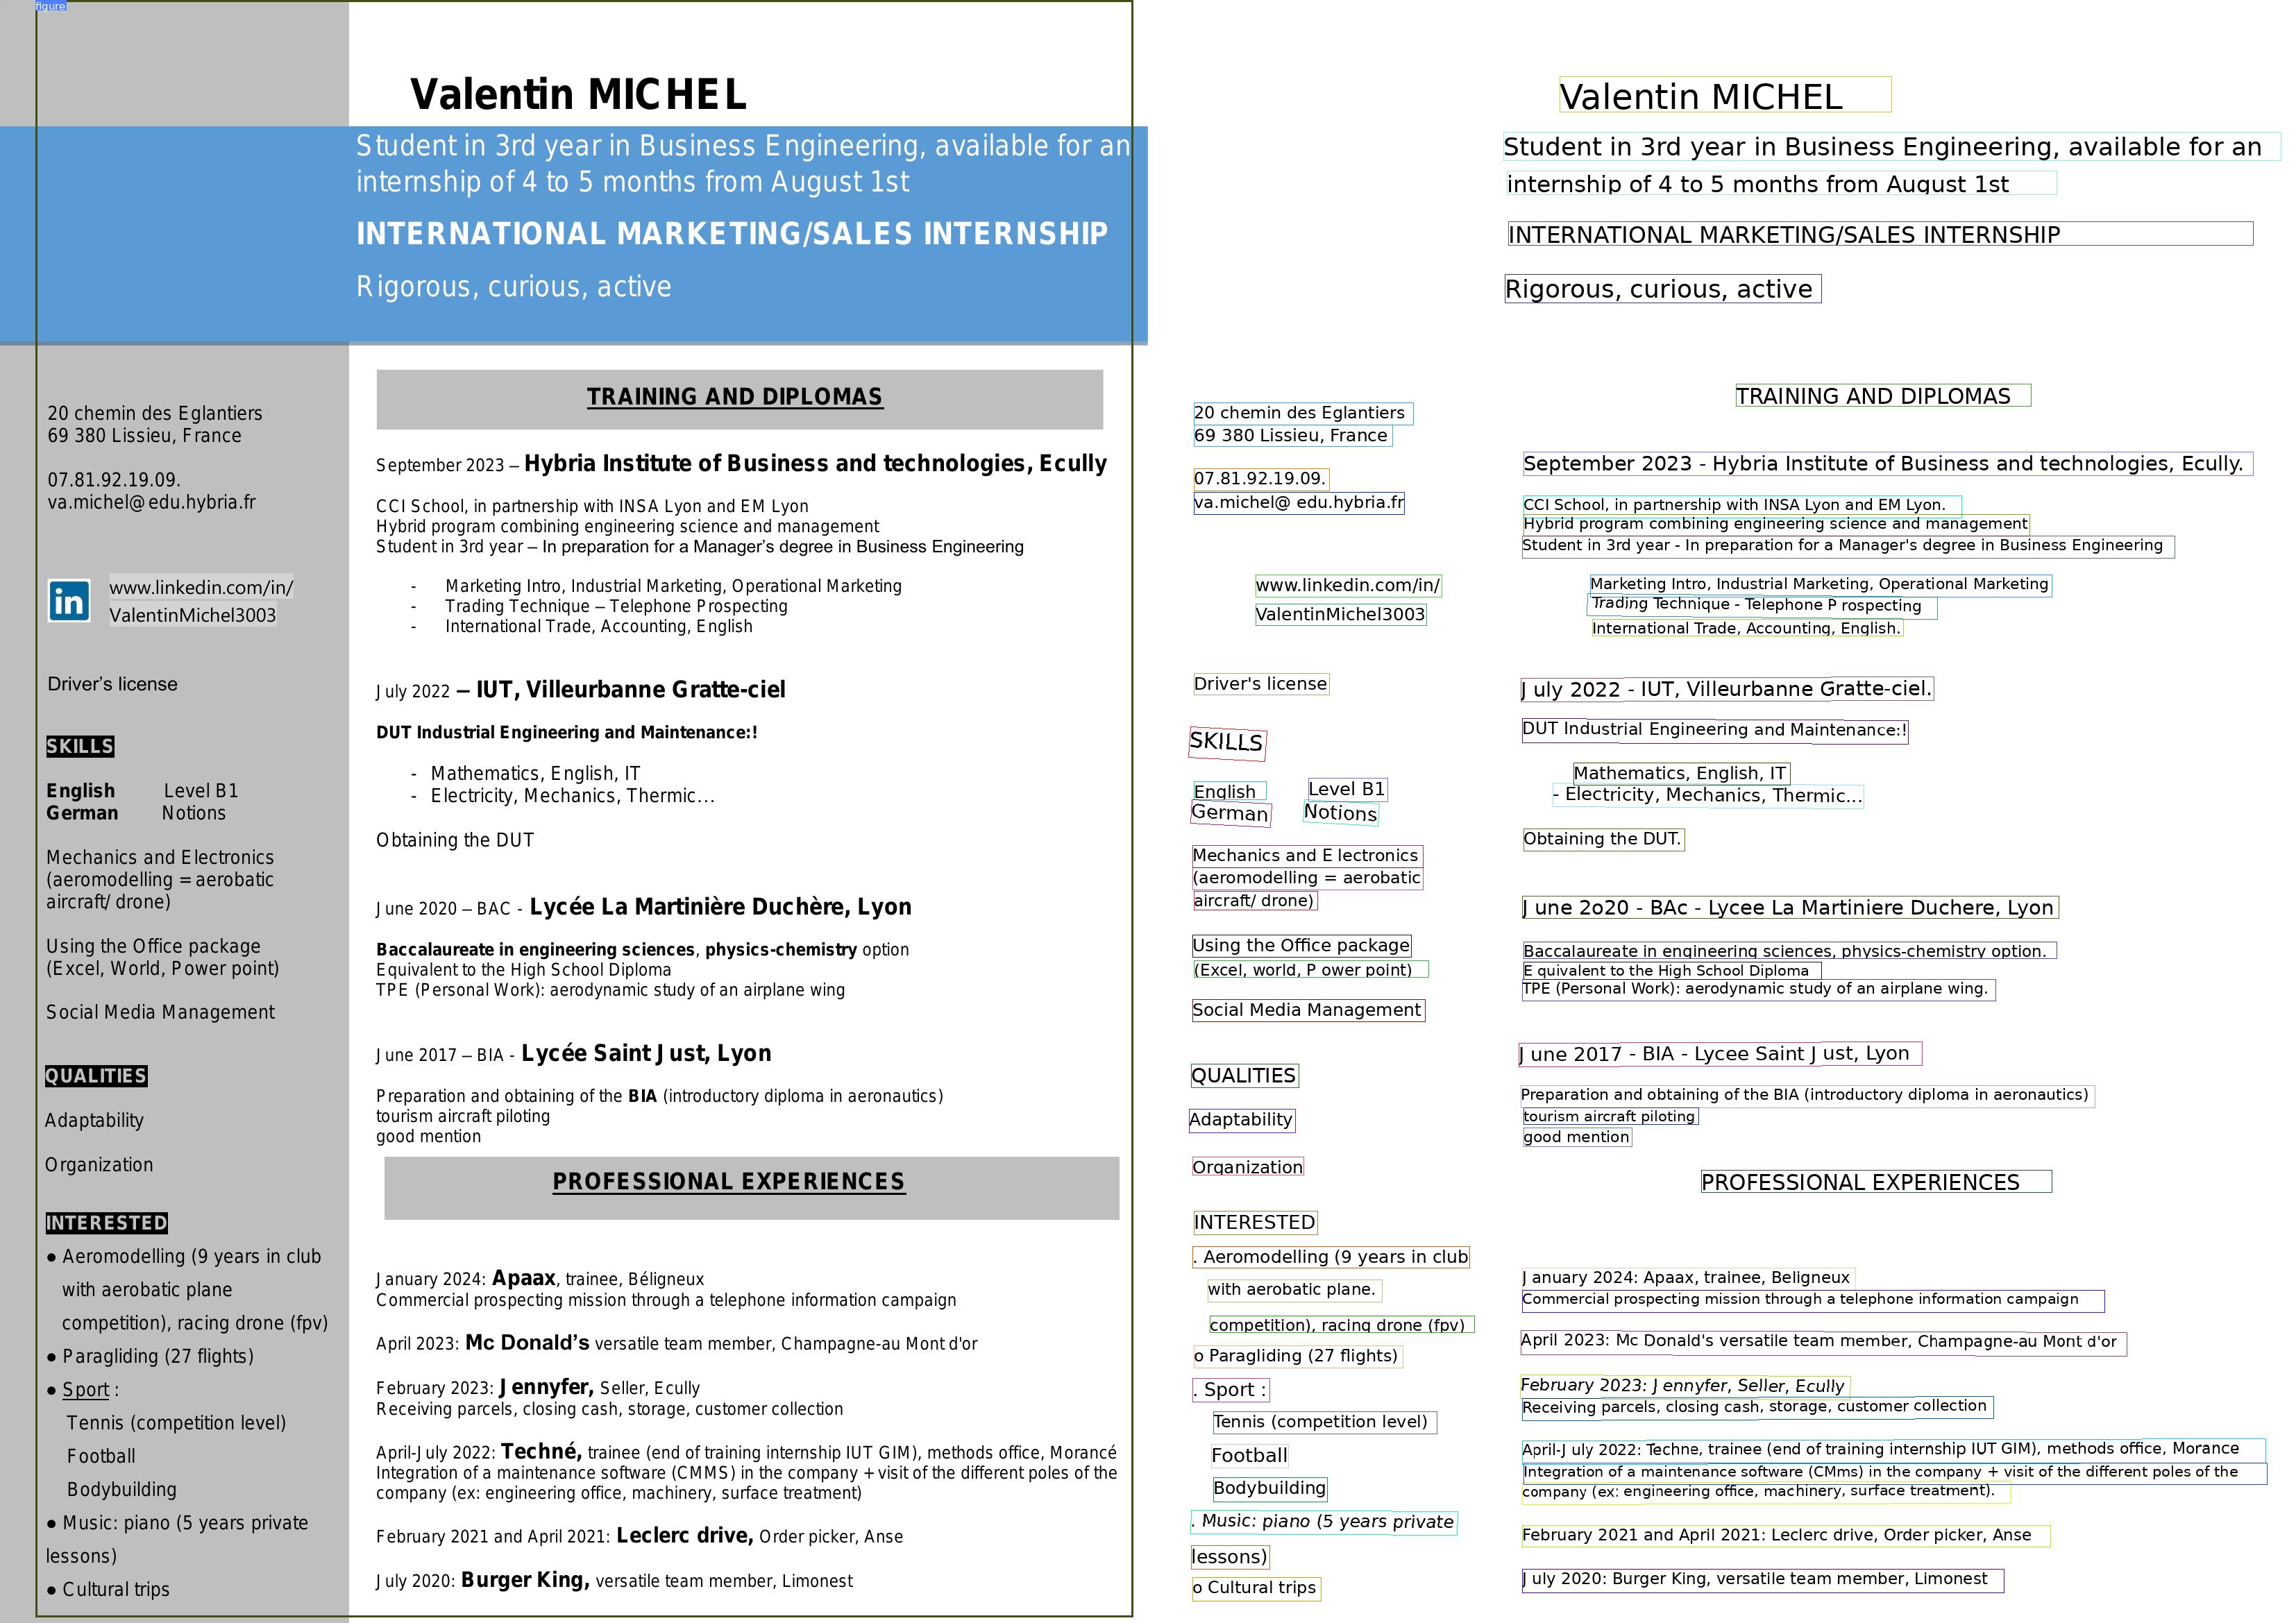 figure
Valentin MICHEL
Student in 3rd year in Business Engineering, available for an
internship of 4 to 5 months from August 1st
INTERNATIONAL MARKETING/SALES INTERNSHIP
Rigorous, curious, active
20 chemin des Eglantiers
69 380 Lissieu, France
07.81.92.19.09.
va.michel@edu.hybria.fr
www.linkedin.com/in/
ValentinMichel3003
Driver's license
SKILLS
English Level B1
German Notions
Mechanics and Electronics
(aeromodelling = aerobatic
aircraft/ drone)
Using the Office package
(Excel, World, Power point)
Social Media Management
QUALITIES
Adaptability
Organization
INTERESTED
● Aeromodelling (9 years in club
with aerobatic plane
competition), racing drone (fpv)
● Paragliding (27 flights)
● Sport :
Tennis (competition level)
Football
Bodybuilding
● Music: piano (5 years private
lessons)
● Cultural trips
TRAINING AND DIPLOMAS
September 2023 – Hybria Institute of Business and technologies, Ecully
CCI School, in partnership with INSA Lyon and EM Lyon
Hybrid program combining engineering science and management
Student in 3rd year – In preparation for a Manager's degree in Business Engineering
- Marketing Intro, Industrial Marketing, Operational Marketing
- Trading Technique – Telephone Prospecting
- International Trade, Accounting, English
July 2022 – IUT, Villeurbanne Gratte-ciel
DUT Industrial Engineering and Maintenance:!
- Mathematics, English, IT
- Electricity, Mechanics, Thermic…
Obtaining the DUT
June 2020 – BAC - Lycée La Martinière Duchère, Lyon
Baccalaureate in engineering sciences, physics-chemistry option
Equivalent to the High School Diploma
TPE (Personal Work): aerodynamic study of an airplane wing
June 2017 – BIA - Lycée Saint Just, Lyon
Preparation and obtaining of the BIA (introductory diploma in aeronautics)
tourism aircraft piloting
good mention
PROFESSIONAL EXPERIENCES
January 2024: Apaax, trainee, Béligneux
Commercial prospecting mission through a telephone information campaign
April 2023: Mc Donald's versatile team member, Champagne-au Mont d'or
February 2023: Jennyfer, Seller, Ecully
Receiving parcels, closing cash, storage, customer collection
April-July 2022: Techné, trainee (end of training internship IUT GIM), methods office, Morancé
Integration of a maintenance software (CMMS) in the company + visit of the different poles of the
company (ex: engineering office, machinery, surface treatment)
February 2021 and April 2021: Leclerc drive, Order picker, Anse
July 2020: Burger King, versatile team member, Limonest
Valentin MICHEL
Student in 3rd year in Business Engineering, available for an
internship of 4 to 5 months from August 1st
INTERNATIONAL MARKETING/SALES INTERNSHIP
Rigorous, curious, active
20 chemin des Eglantiers
69 380 Lissieu, France
07.81.92.19.09.
va.michel@ edu.hybria.fr
www.linkedin.com/in/
ValentinMichel3003
Driver's license
SKILLS
English Level B1
German Notions
Mechanics and E lectronics
(aeromodelling = aerobatic
aircraft/ drone)
Using the Office package
(Excel, world, P ower point)
Social Media Management
QUALITIES
Adaptability
Organization
INTERESTED
. Aeromodelling (9 years in club
with aerobatic plane.
competition), racing drone (fpv)
o Paragliding (27 flights)
. Sport :
Tennis (competition level)
Football
Bodybuilding
. Music: piano (5 years private
lessons)
o Cultural trips
TRAINING AND DIPLOMAS
September 2023 - Hybria Institute of Business and technologies, Ecully.
CCI School, in partnership with INSA Lyon and EM Lyon.
Hybrid program combining engineering science and management
Student in 3rd year - In preparation for a Manager's degree in Business Engineering
Marketing Intro, Industrial Marketing, Operational Marketing
Trading Technique - Telephone P rospecting
International Trade, Accounting, English.
J uly 2022 - IUT, Villeurbanne Gratte-ciel.
DUT Industrial Engineering and Maintenance:!
Mathematics, English, IT
- Electricity, Mechanics, Thermic...
Obtaining the DUT.
J une 2o20 - BAc - Lycee La Martiniere Duchere, Lyon
Baccalaureate in engineering sciences, physics-chemistry option.
E quivalent to the High School Diploma
TPE (Personal Work): aerodynamic study of an airplane wing.
J une 2017 - BIA - Lycee Saint J ust, Lyon
Preparation and obtaining of the BIA (introductory diploma in aeronautics)
tourism aircraft piloting
good mention
PROFESSIONAL EXPERIENCES
J anuary 2024: Apaax, trainee, Beligneux
Commercial prospecting mission through a telephone information campaign
April 2023: Mc Donald's versatile team member, Champagne-au Mont d'or
February 2023: J ennyfer, Seller, Ecully
Receiving parcels, closing cash, storage, customer collection
April-J uly 2022: Techne, trainee (end of training internship IUT GIM), methods office, Morance
Integration of a maintenance software (CMms) in the company + visit of the different poles of the
company (ex: engineering office, machinery, surface treatment).
February 2021 and April 2021: Leclerc drive, Order picker, Anse
J uly 2020: Burger King, versatile team member, Limonest